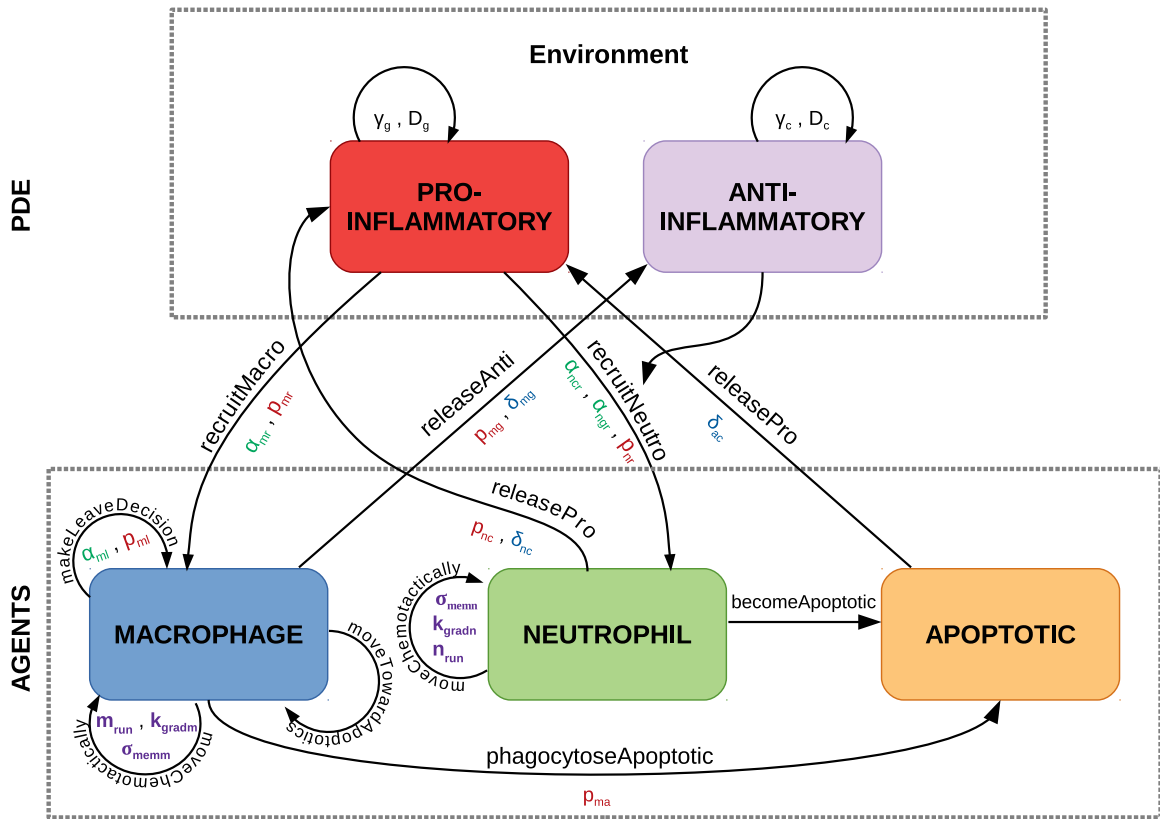 Environment
γg , Dg
γc , Dc
PDE
PRO-
INFLAMMATORY
ANTI-
INFLAMMATORY
recruitMacro
αmr , pmr
releaseAnti
pmg , δmg
recruitNeutro
αncr , αngr , pnr
releasePro
δac
releasePro
pnc , δnc
AGENTS
makeLeaveDecision
αml , pml
MACROPHAGE
moveTowardApoptotics
moveChemotactically
mrun , kgradm
σmemm
moveChemotactically
σmemn
kgradn
nrun
NEUTROPHIL
becomeApoptotic
APOPTOTIC
phagocytoseApoptotic
pma